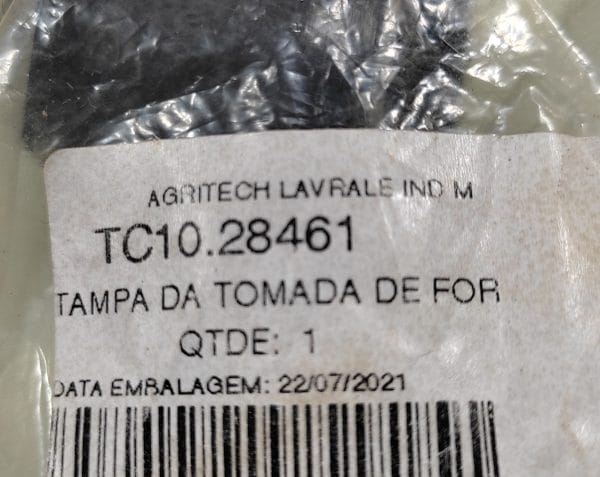 AGRITECH LAVRALE IND M
TC10.28461
TAMPA DA TOMADA DE FOR
QTDE: 1
DATA EMBALAGEM: 22/07/2021